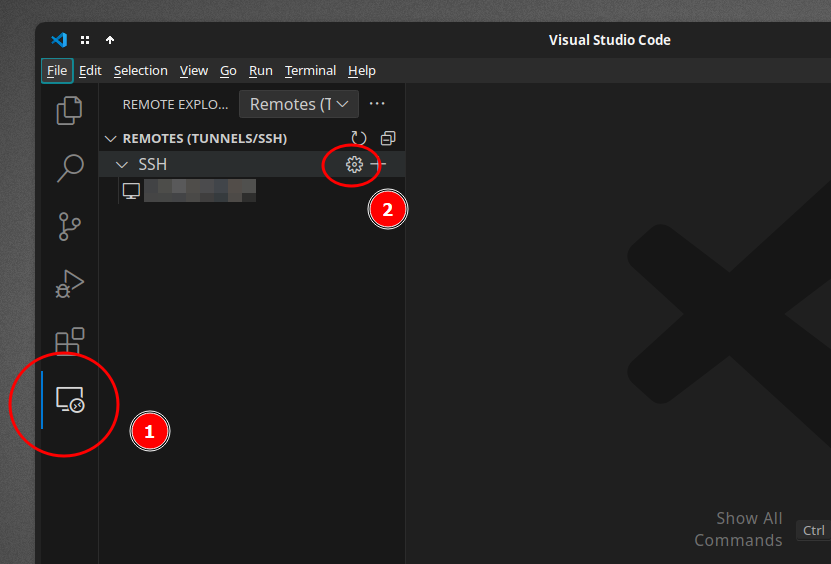 Visual Studio Code
File Edit Selection View Go Run Terminal Help
REMOTE EXPLO... Remotes (T ...
REMOTES (TUNNELS/SSH)
SSH
2
1
Show All
Commands
Ctrl